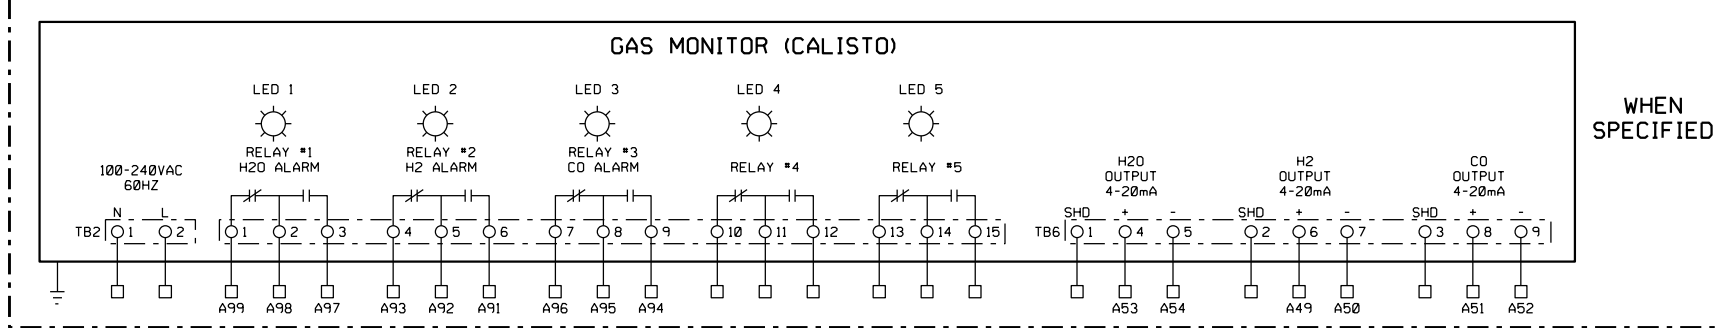 GAS MONITOR (CALISTO)
LED 1 LED 2 LED 3 LED 4 LED 5
WHEN
SPECIFIED
100-240VAC
60HZ
RELAY #1
H2O ALARM
RELAY #2
H2 ALARM
RELAY #3
CO ALARM
RELAY #4
RELAY #5
H2O
OUTPUT
4-20mA
H2
OUTPUT
4-20mA
CO
OUTPUT
4-20mA
N L
SHD + - SHD + - SHD + -
TB2 1 2 1 2 3 4 5 6 7 8 9 10 11 12 13 14 15 TB6 1 4 5 2 6 7 3 8 9
A99 A98 A97 A93 A92 A91 A96 A95 A94 A53 A54 A49 A50 A51 A52